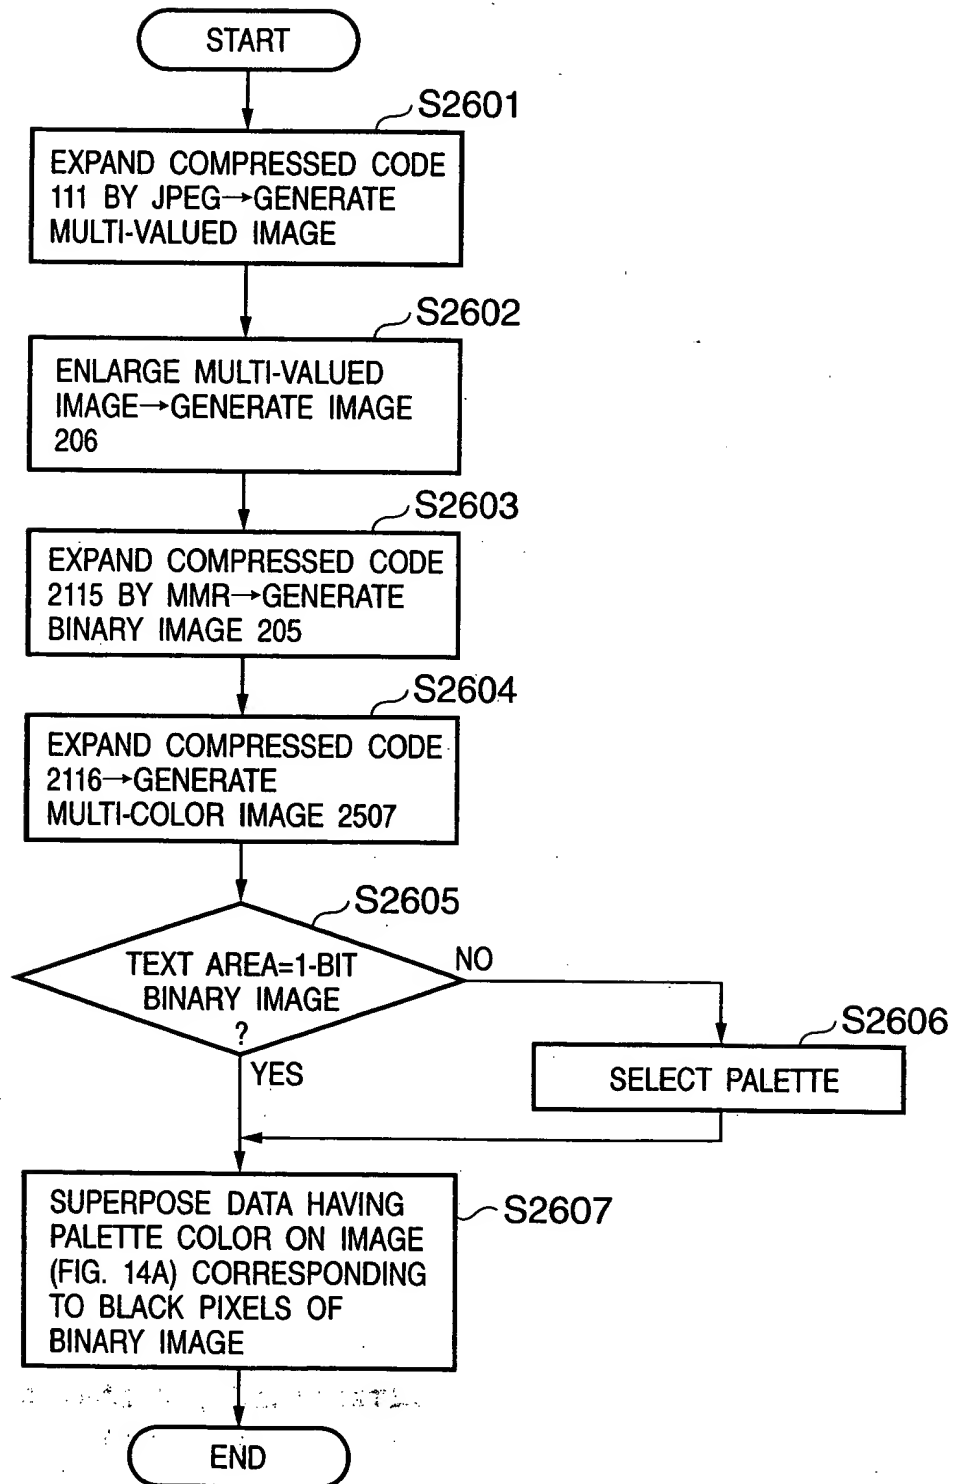 START
S2601
EXPAND COMPRESSED CODE
111 BY JPEG→GENERATE
MULTI-VALUED IMAGE
S2602
ENLARGE MULTI-VALUED
IMAGE→GENERATE IMAGE
206
S2603
EXPAND COMPRESSED CODE
2115 BY MMR→GENERATE
BINARY IMAGE 205
S2604
EXPAND COMPRESSED CODE
2116→GENERATE
MULTI-COLOR IMAGE 2507
S2605
TEXT AREA=1-BIT
BINARY IMAGE
?
NO
YES
S2606
SELECT PALETTE
S2607
SUPERPOSE DATA HAVING
PALETTE COLOR ON IMAGE
(FIG. 14A) CORRESPONDING
TO BLACK PIXELS OF
BINARY IMAGE
END